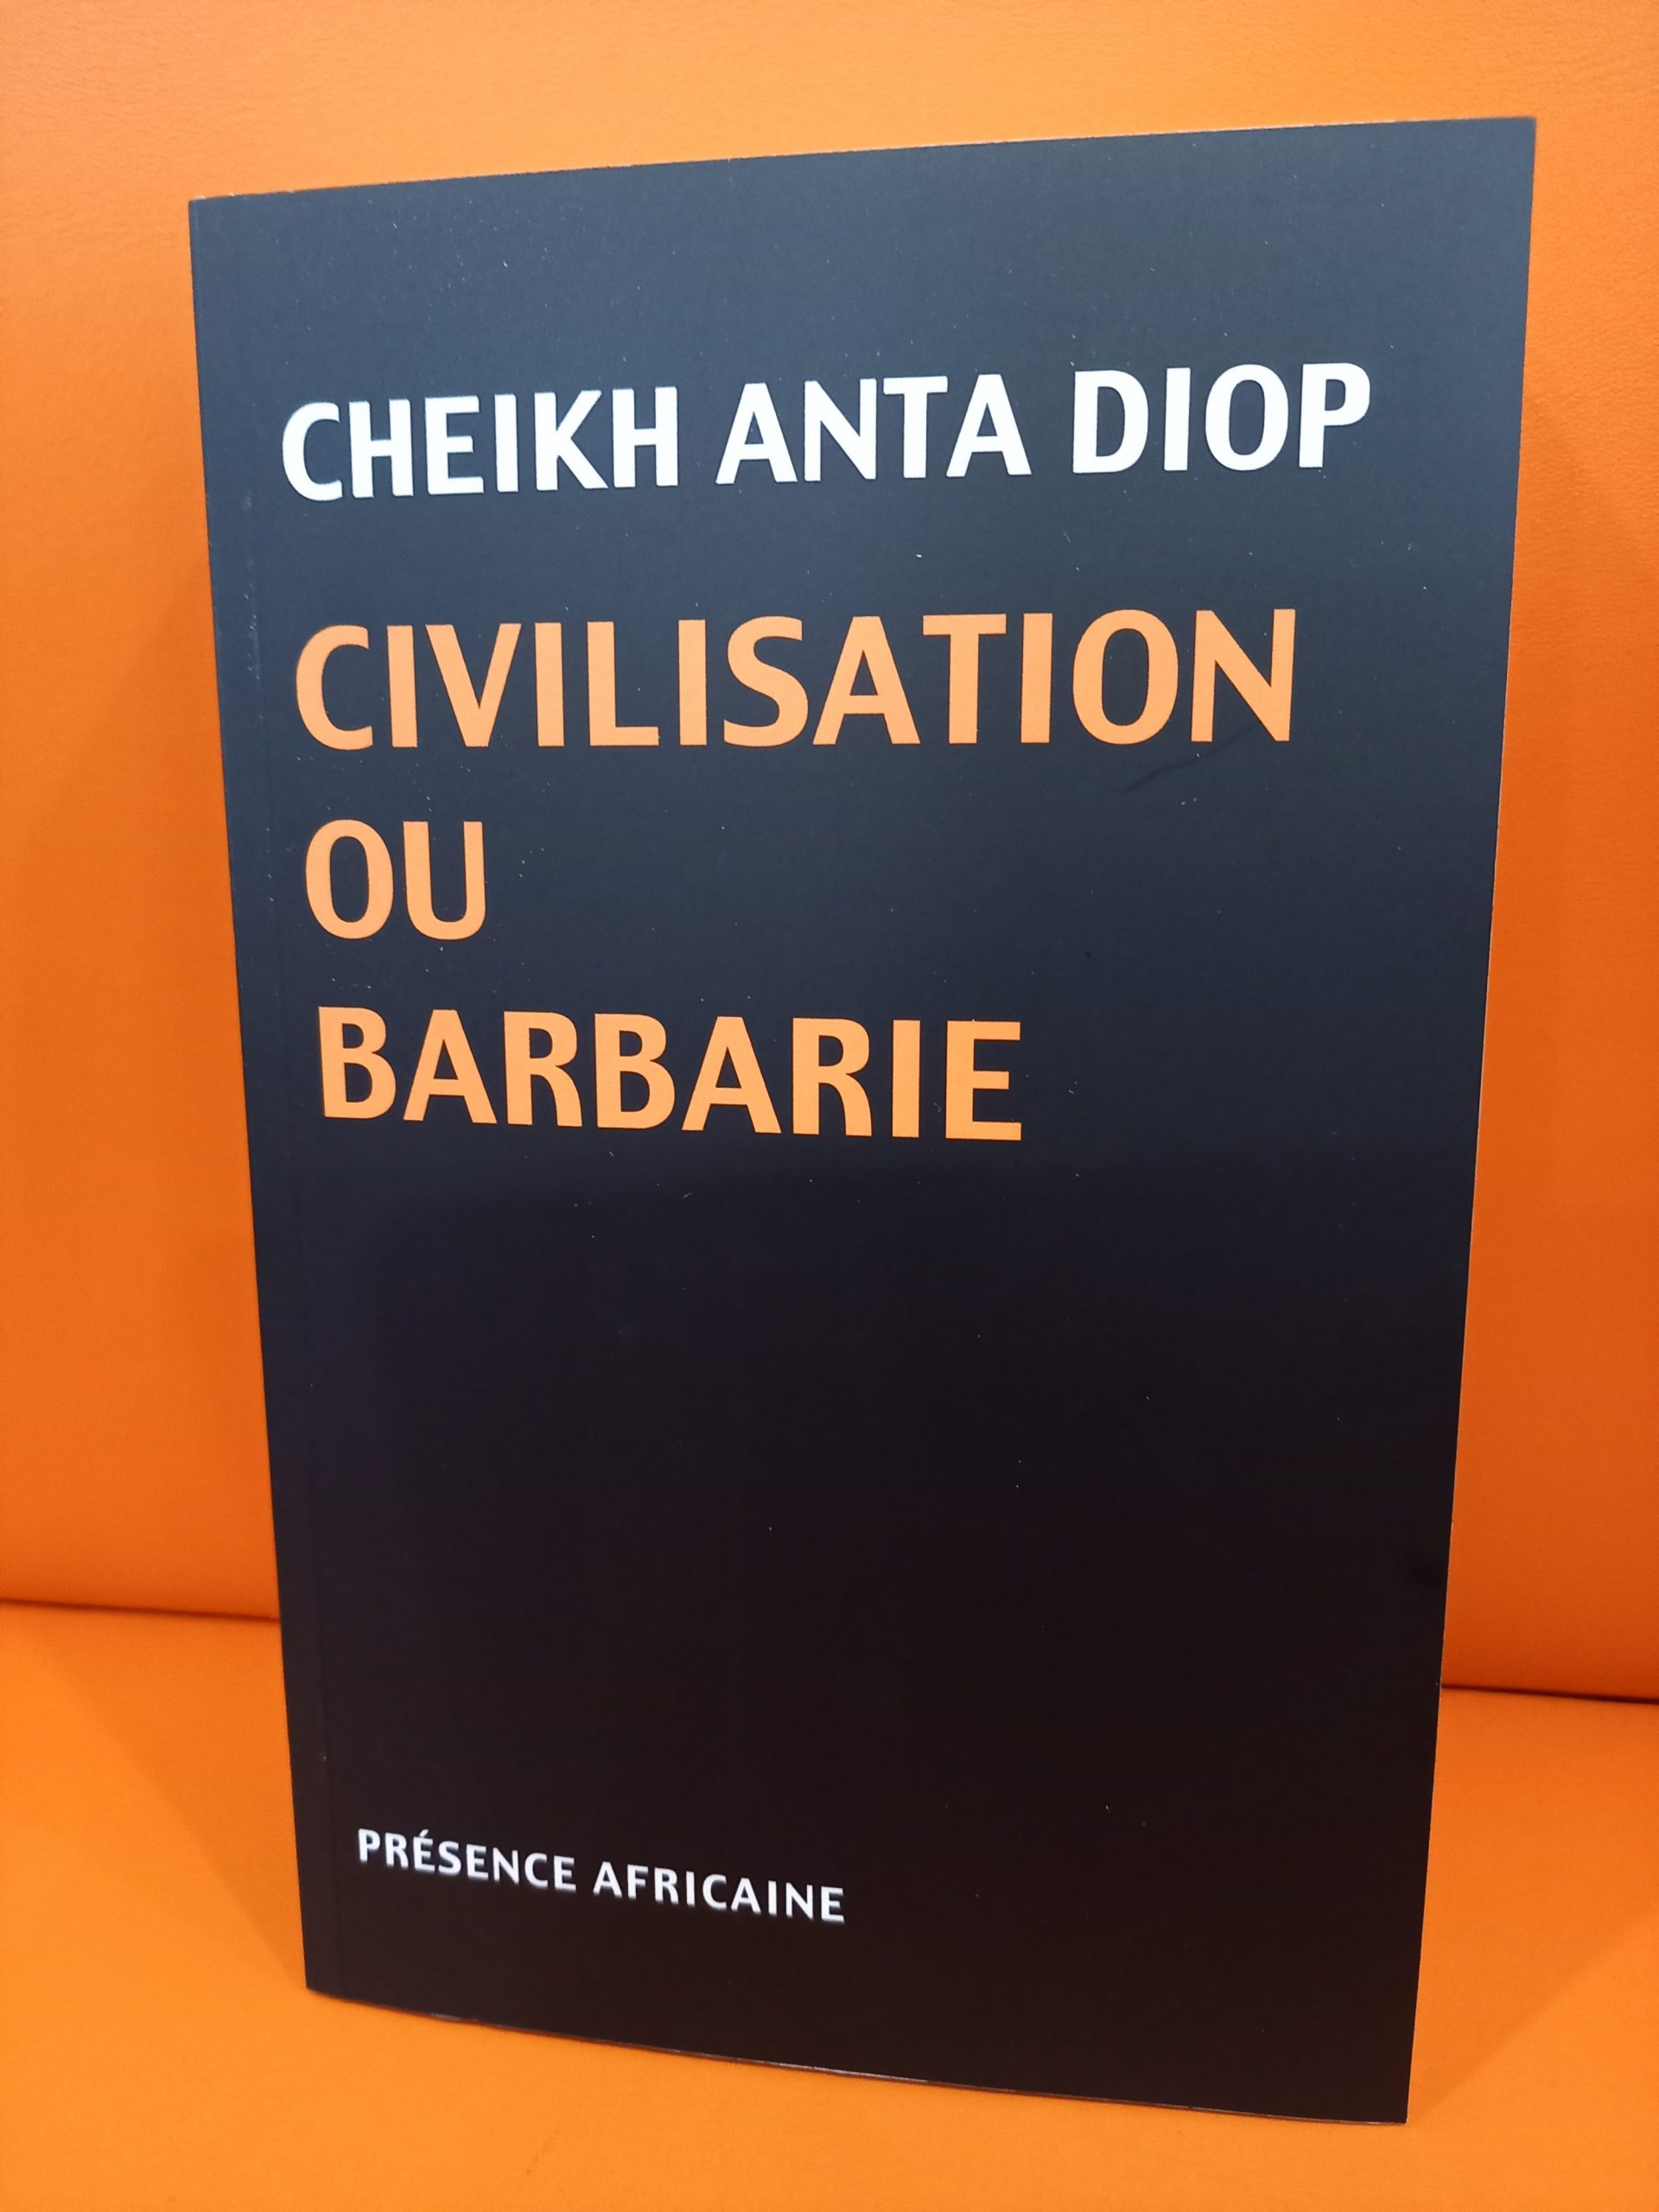 CHEIKH ANTA DIOP
CIVILISATION
OU
BARBARIE
PRÉSENCE AFRICAINE